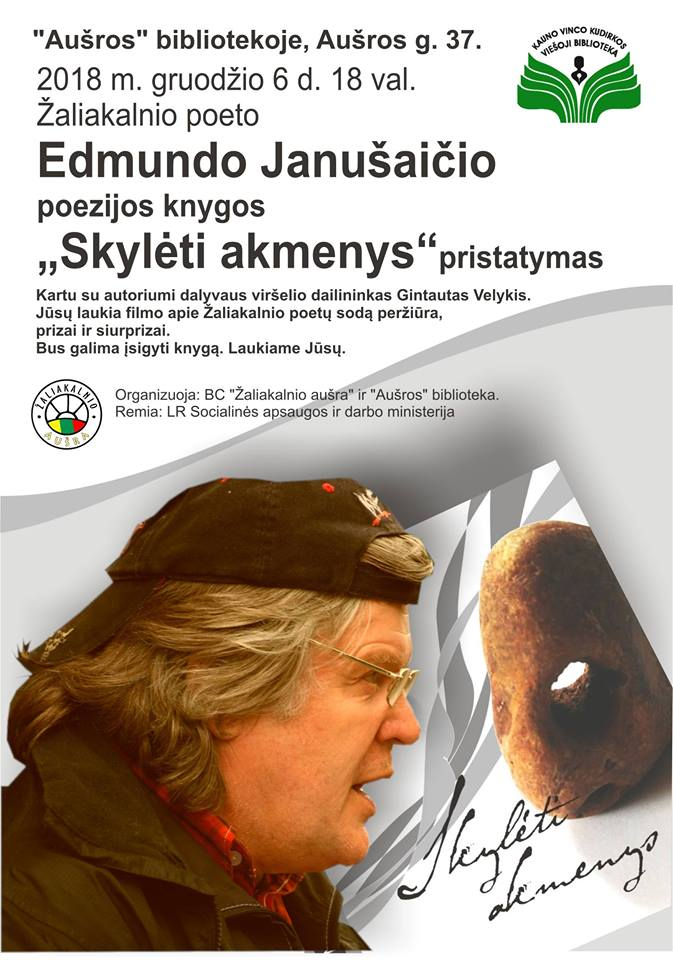 "Aušros" bibliotekoje, Aušros g. 37.
KAUNO VINCO KUDIRKOS
VIEŠOJI BIBLIOTEKA
2018 m. gruodžio 6 d. 18 val.
Žaliakalnio poeto
Edmundo Janušaičio
poezijos knygos
„Skylėti akmenys“ pristatymas
Kartu su autoriumi dalyvaus viršelio dailininkas Gintautas Velykis.
Jūsų laukia filmo apie Žaliakalnio poetų sodą peržiūra,
prizai ir siurprizai.
Bus galima įsigyti knygą. Laukiame Jūsų.
ŽALIAKALNIO
AUŠRA
Organizuoja: BC "Žaliakalnio aušra" ir "Aušros" biblioteka.
Remia: LR Socialinės apsaugos ir darbo ministerija
Skylėti
akmenys